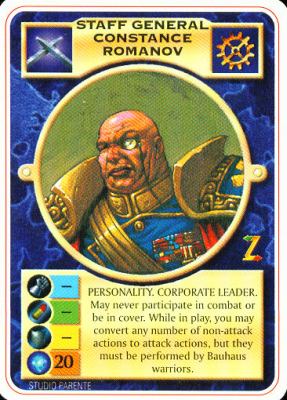 STAFF GENERAL
CONSTANCE
ROMANOV
Z
–
–
–
20
PERSONALITY. CORPORATE LEADER.
May never participate in combat or
be in cover. While in play, you may
convert any number of non-attack
actions to attack actions, but they
must be performed by Bauhaus
warriors.
STUDIO PARENTE